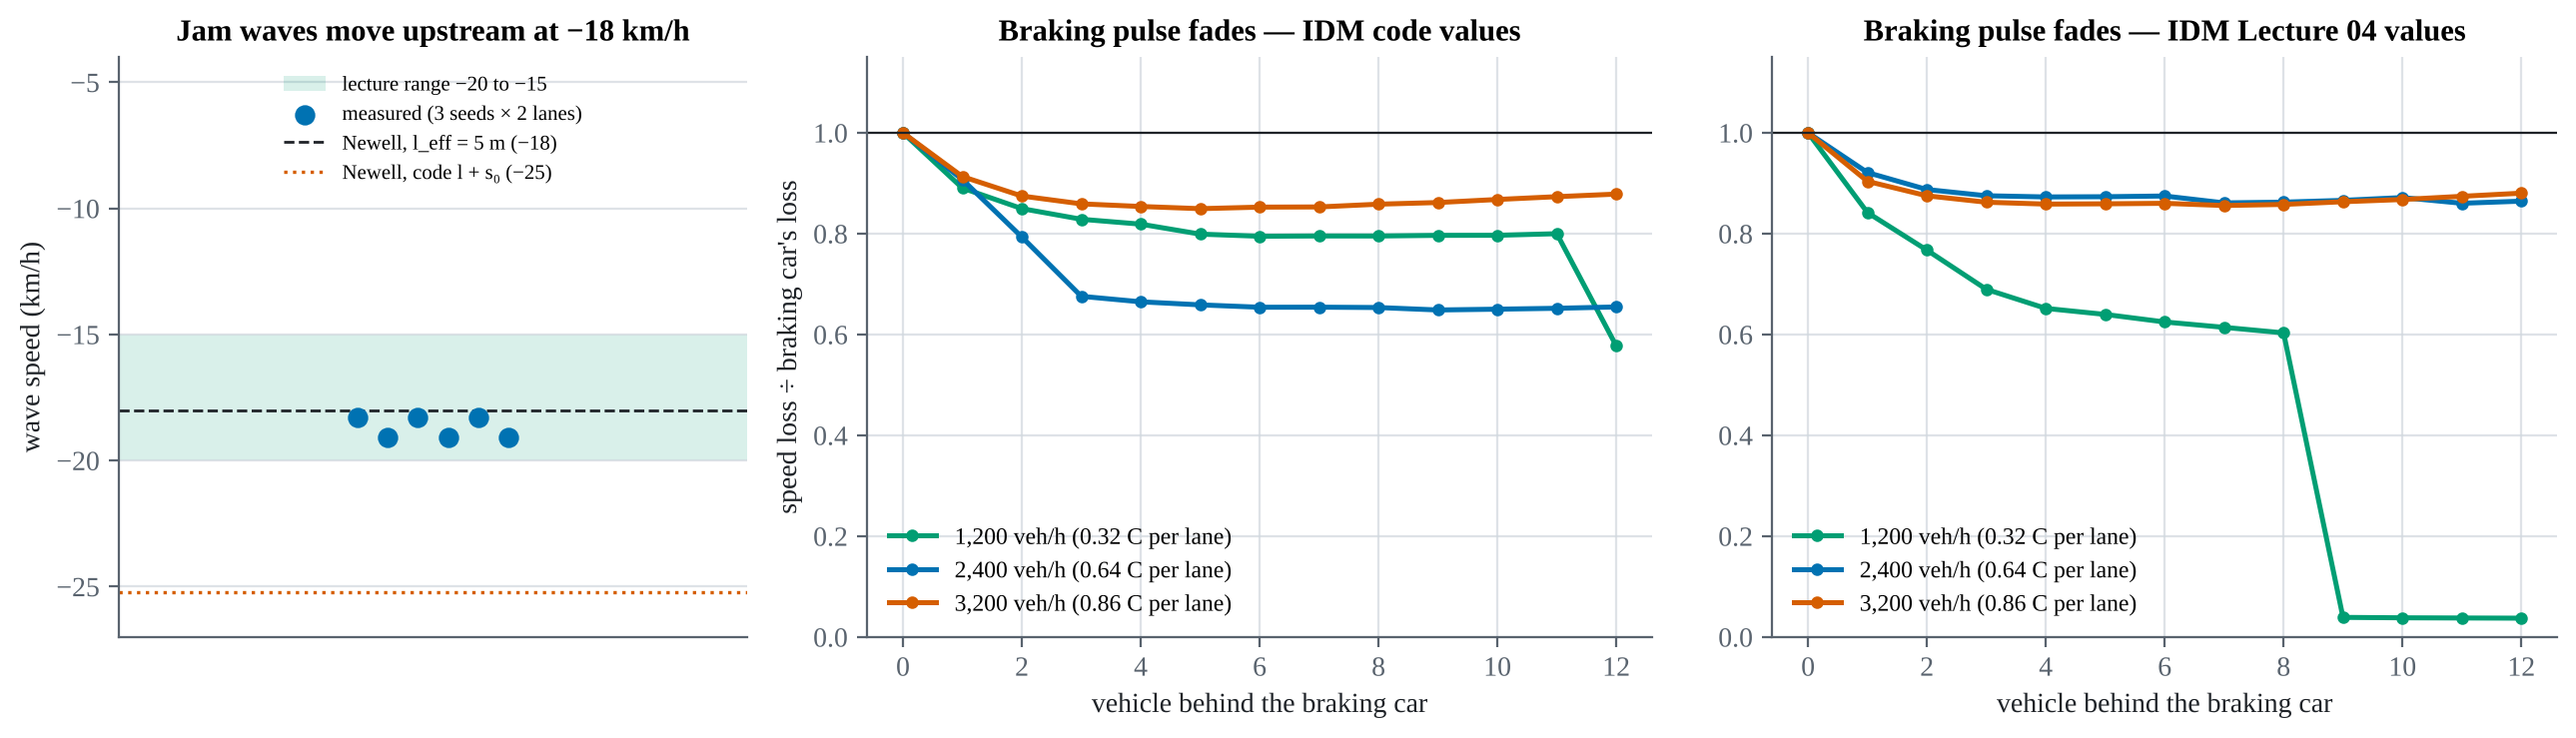 Jam waves move upstream at −18 km/h
wave speed (km/h)
−5
−10
−15
−20
−25
lecture range −20 to −15
measured (3 seeds × 2 lanes)
Newell, l_eff = 5 m (−18)
Newell, code l + s₀ (−25)
Braking pulse fades — IDM code values
speed loss ÷ braking car's loss
1.0
0.8
0.6
0.4
0.2
0.0
1,200 veh/h (0.32 C per lane)
2,400 veh/h (0.64 C per lane)
3,200 veh/h (0.86 C per lane)
0 2 4 6 8 10 12
vehicle behind the braking car
Braking pulse fades — IDM Lecture 04 values
1.0
0.8
0.6
0.4
0.2
0.0
1,200 veh/h (0.32 C per lane)
2,400 veh/h (0.64 C per lane)
3,200 veh/h (0.86 C per lane)
0 2 4 6 8 10 12
vehicle behind the braking car